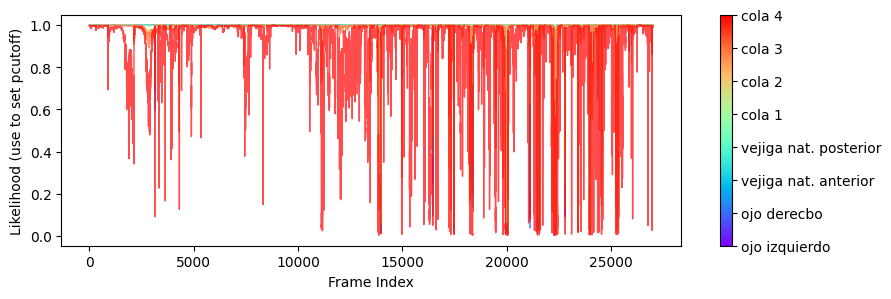 Likelihood (use to set pcutoff)
1.0
0.8
0.6
0.4
0.2
0.0
0
5000
10000
15000
20000
25000
Frame Index
cola 4
cola 3
cola 2
cola 1
vejiga nat. posterior
vejiga nat. anterior
ojo derecbo
ojo izquierdo